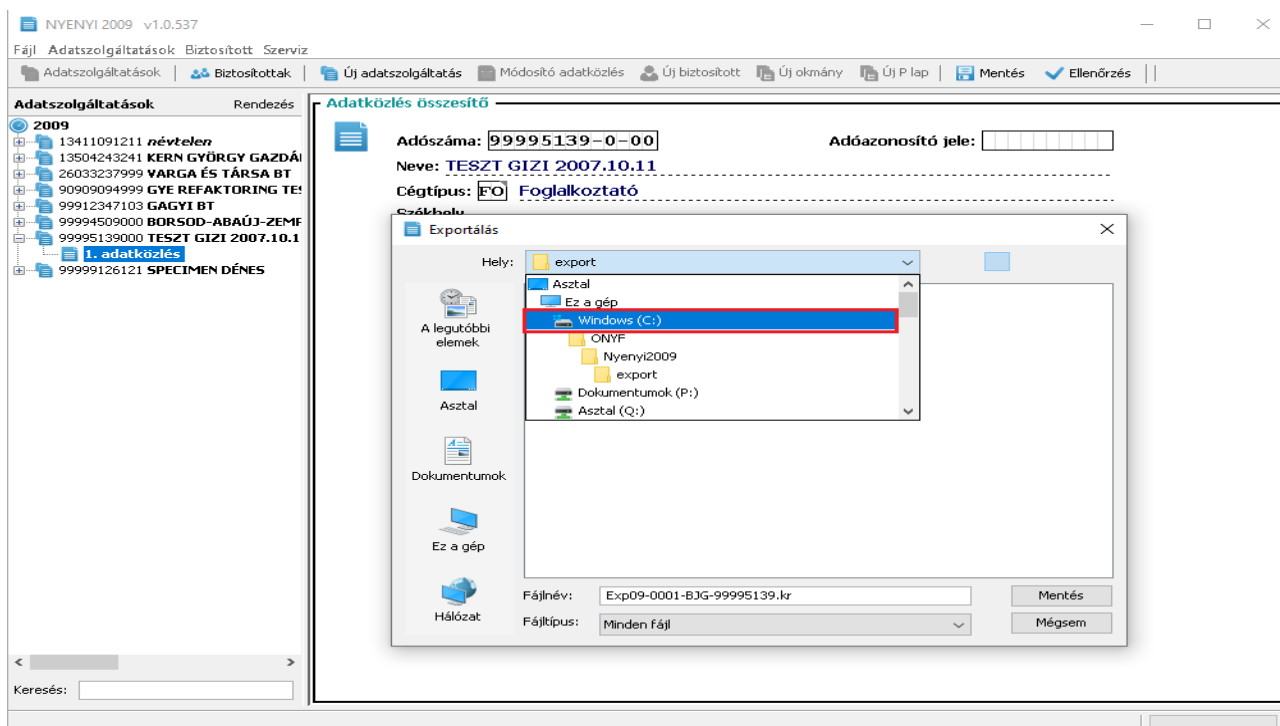 NYENYI 2009 v1.0.537
Fájl Adatszolgáltatások Biztosított Szerviz
Adatszolgáltatások Biztosítottak Új adatszolgáltatás Módosító adatközlés Új biztosított Új okmány Új P lap Mentés Ellenőrzés
Adatszolgáltatások Rendezés
2009
13411091211 névtelen
13504243241 KERN GYÖRGY GAZDÁ
26033237999 VARGA ÉS TÁRSA BT
90909094999 GYE REFAKTORING TES
99912347103 GAGYI BT
99994509000 BORSOD-ABAÚJ-ZEMP
99995139000 TESZT GIZI 2007.10.1
1. adatközlés
99999126121 SPECIMEN DÉNES
Keresés:
Adatközlés összesítő
Adószáma: 99995139-0-00 Adóazonosító jele:
Neve: TESZT GIZI 2007.10.11
Cégtípus: FO Foglalkoztató
Székhely
Exportálás
Hely: export
Asztal
Ez a gép
Windows (C:)
ONYF
Nyenyi2009
export
Dokumentumok (P:)
Asztal (Q:)
A legutóbbi
elemek
Asztal
Dokumentumok
Ez a gép
Hálózat
Fájlnév: Exp09-0001-BJG-99995139.kr Mentés
Fájltípus: Minden fájl Mégsem